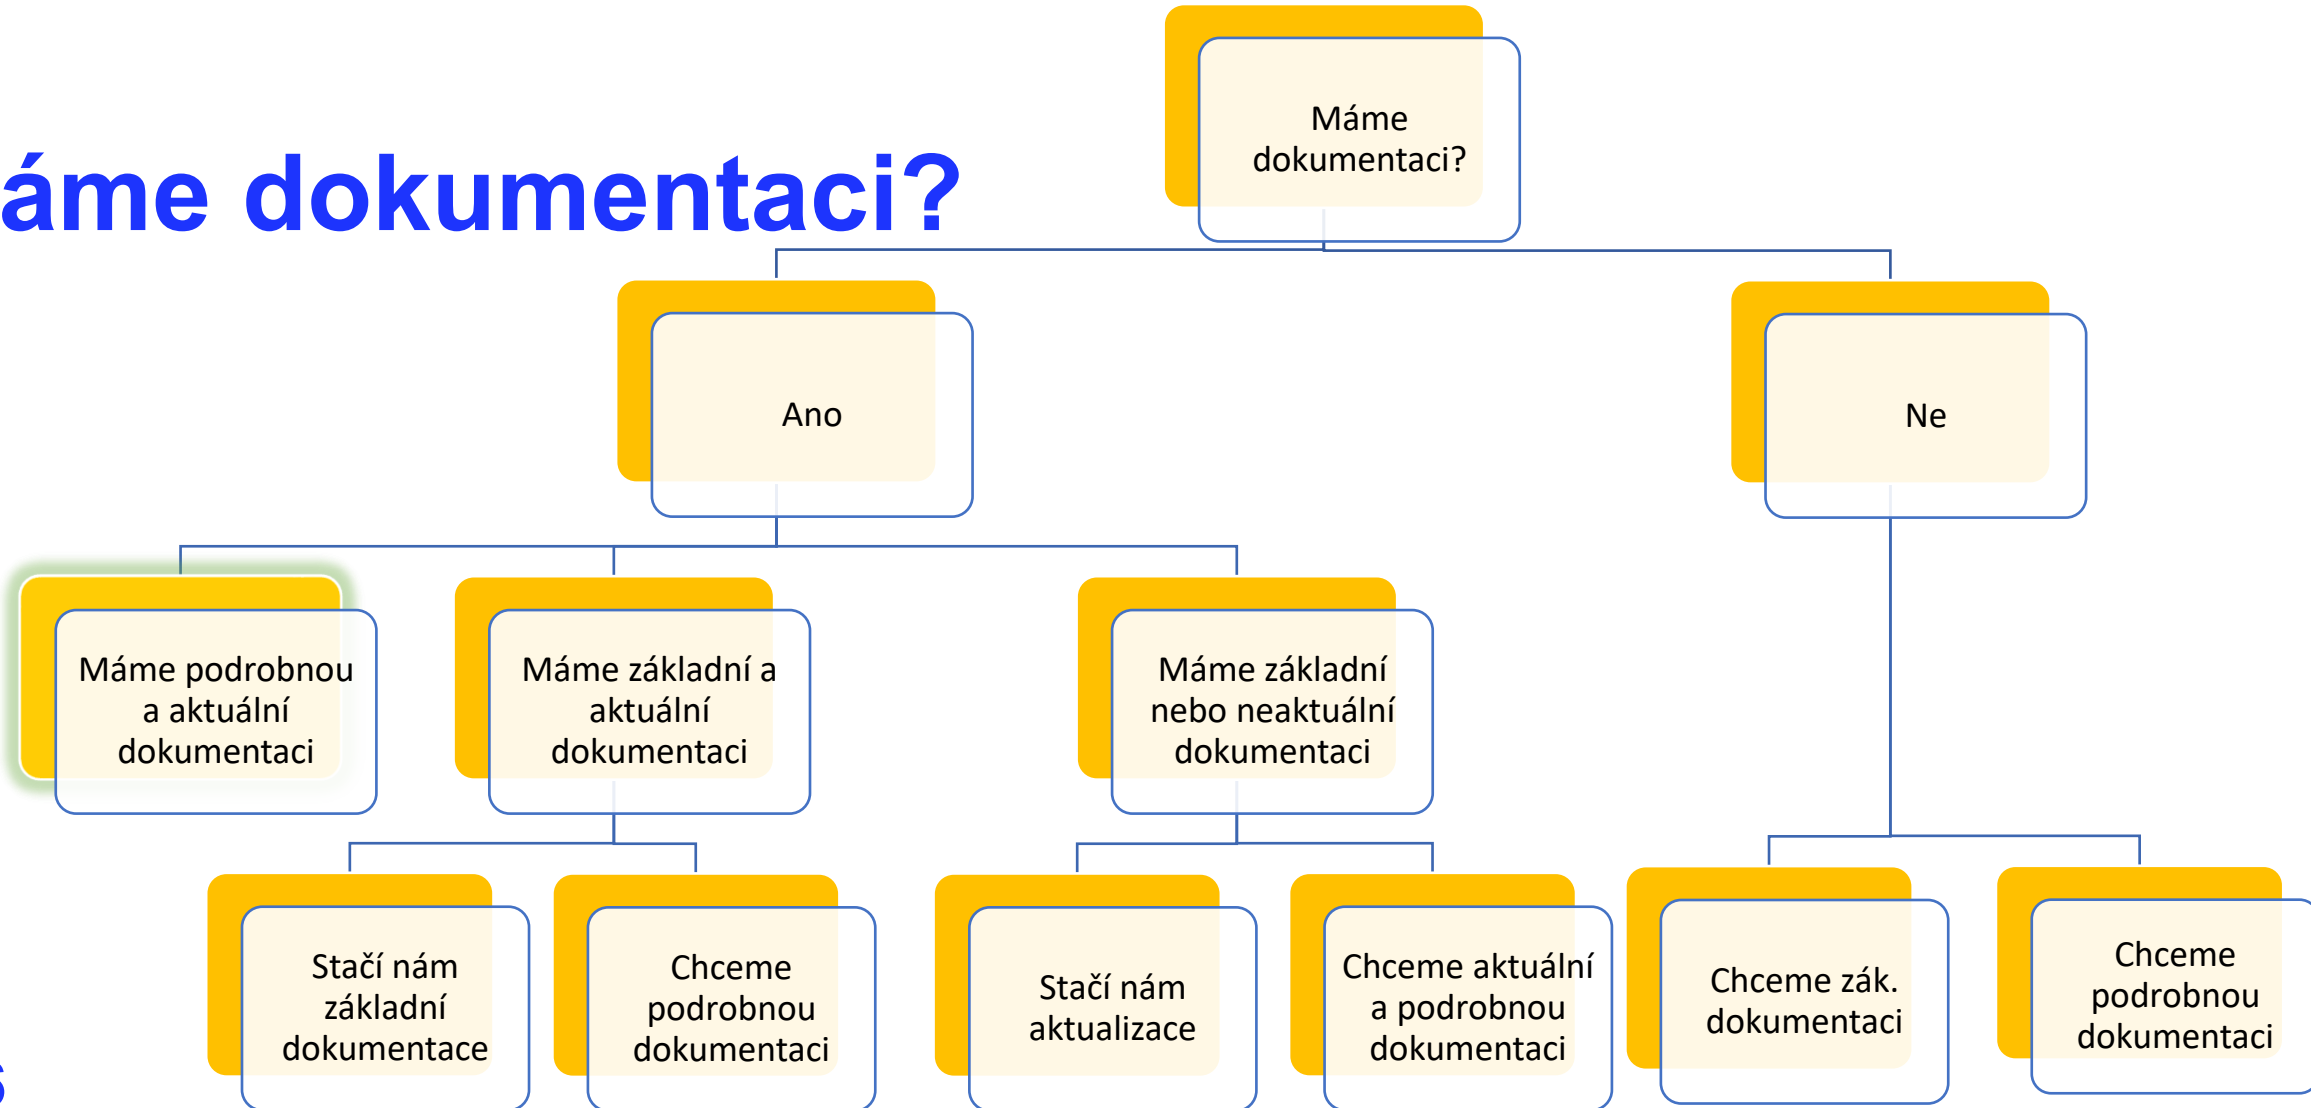 áme dokumentaci?
Máme
dokumentaci?
Ano
Ne
Máme podrobnou
a aktuální
dokumentaci
Máme základní a
aktuální
dokumentaci
Máme základní
nebo neaktuální
dokumentaci
Stačí nám
základní
dokumentace
Chceme
podrobnou
dokumentaci
Stačí nám
aktualizace
Chceme aktuální
a podrobnou
dokumentaci
Chceme zák.
dokumentaci
Chceme
podrobnou
dokumentaci